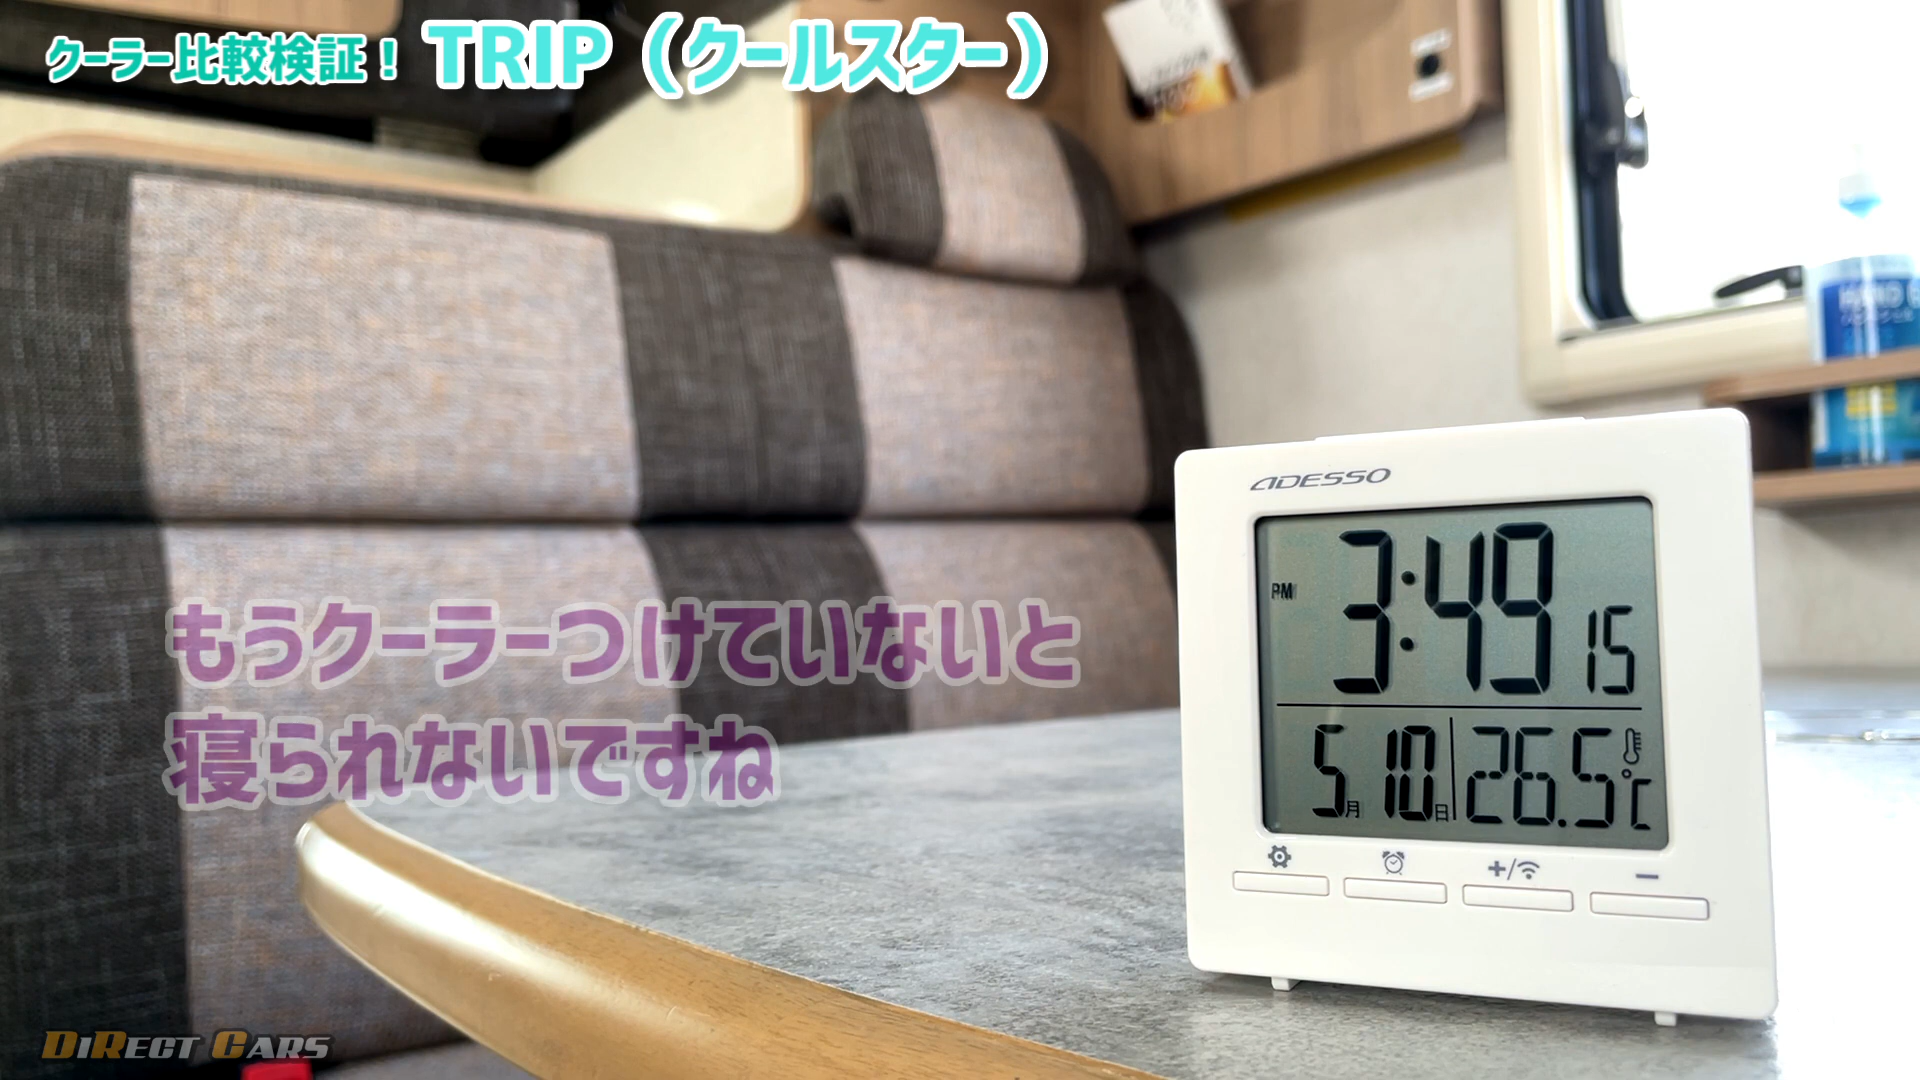 クーラー比較検証！ TRIP（クールスター）
ADESSO
PM 3:49 15
5月 10日 26.5℃
+/
−
もうクーラーつけていないと
寝られないですね
HAND
DiRECT CARS